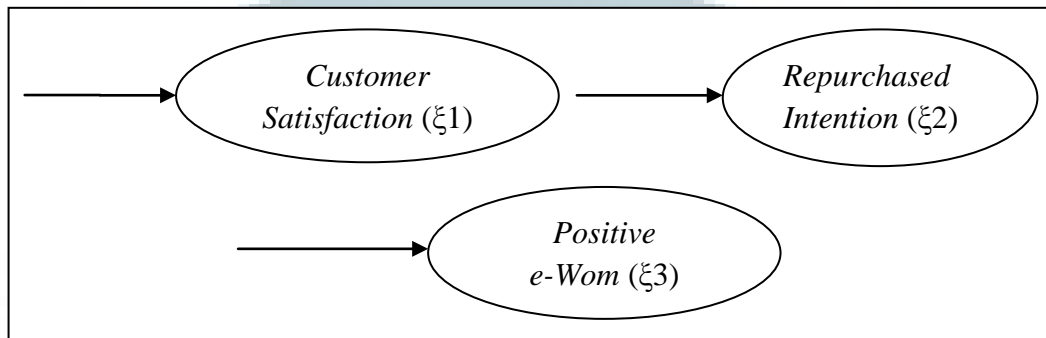 Customer
Satisfaction (ξ1)
Repurchased
Intention (ξ2)
Positive
e-Wom (ξ3)